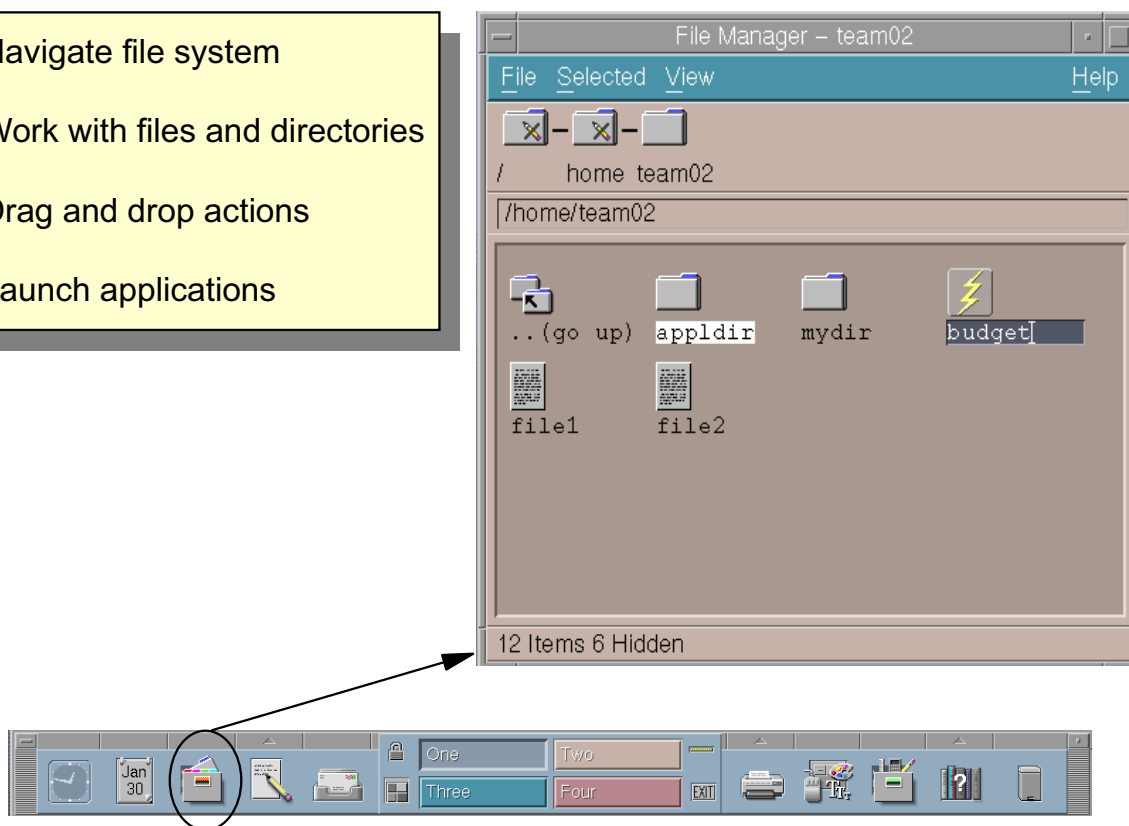 avigate file system
Work with files and directories
Drag and drop actions
aunch applications
File Manager – team02
File Selected View Help
/ home team02
/home/team02
..(go up) appldir mydir budget
file1 file2
12 Items 6 Hidden
One Two
Jan
30
Three Four EXIT
?